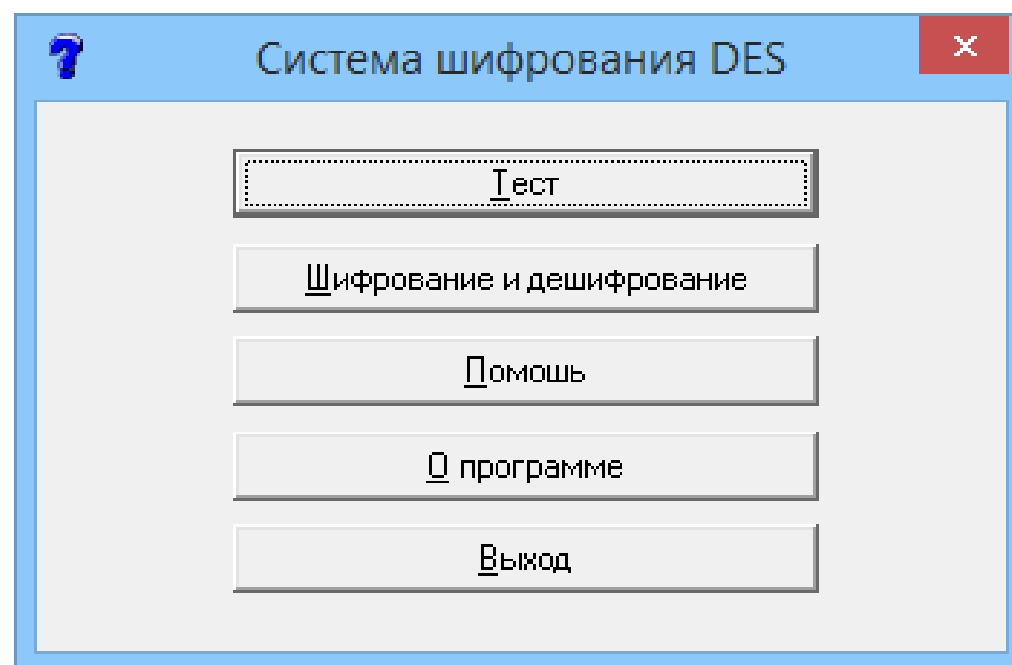 Система шифрования DES
Тест
Шифрование и дешифрование
Помошь
О программе
Выход